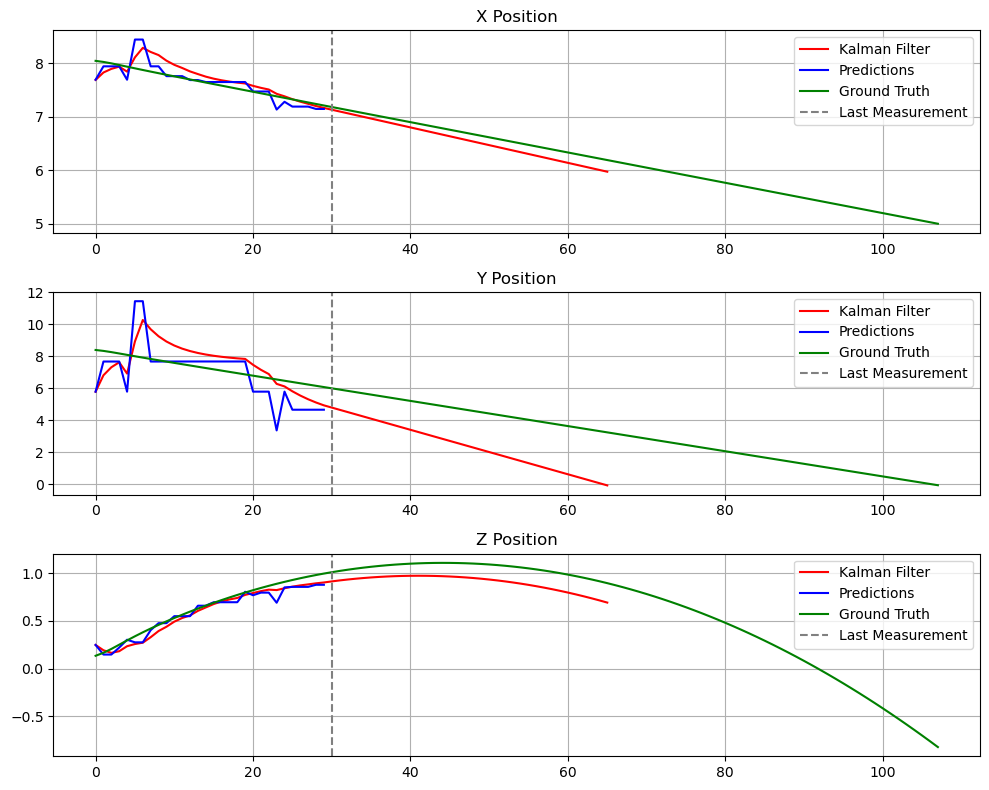 X Position
8
7
6
5
Kalman Filter
Predictions
Ground Truth
Last Measurement
0 20 40 60 80 100
Y Position
12
10
8
6
4
2
0
Kalman Filter
Predictions
Ground Truth
Last Measurement
0 20 40 60 80 100
Z Position
1.0
0.5
0.0
−0.5
Kalman Filter
Predictions
Ground Truth
Last Measurement
0 20 40 60 80 100